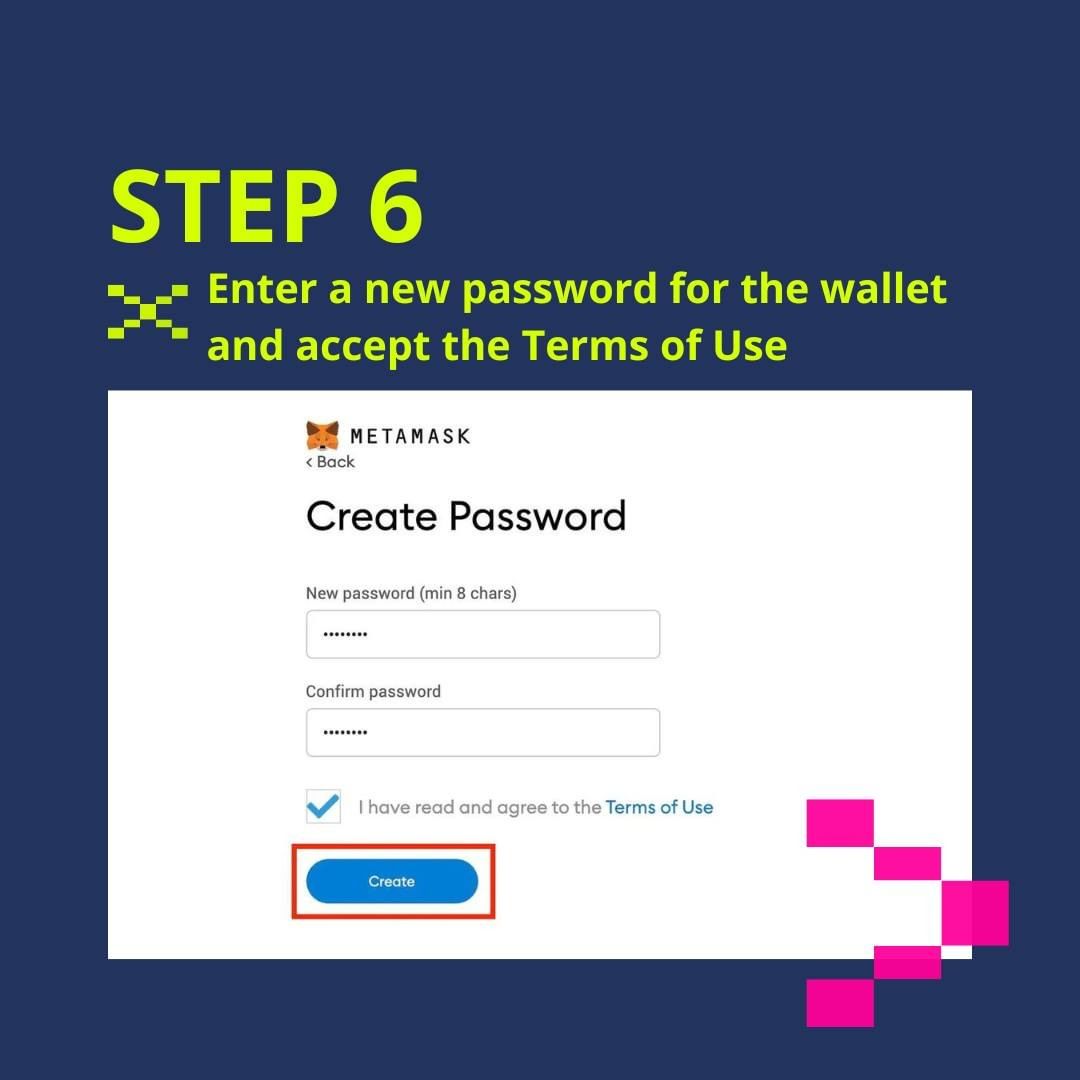 STEP 6
Enter a new password for the wallet
and accept the Terms of Use
METAMASK
< Back
Create Password
New password (min 8 chars)
••••••••
Confirm password
••••••••
I have read and agree to the Terms of Use
Create